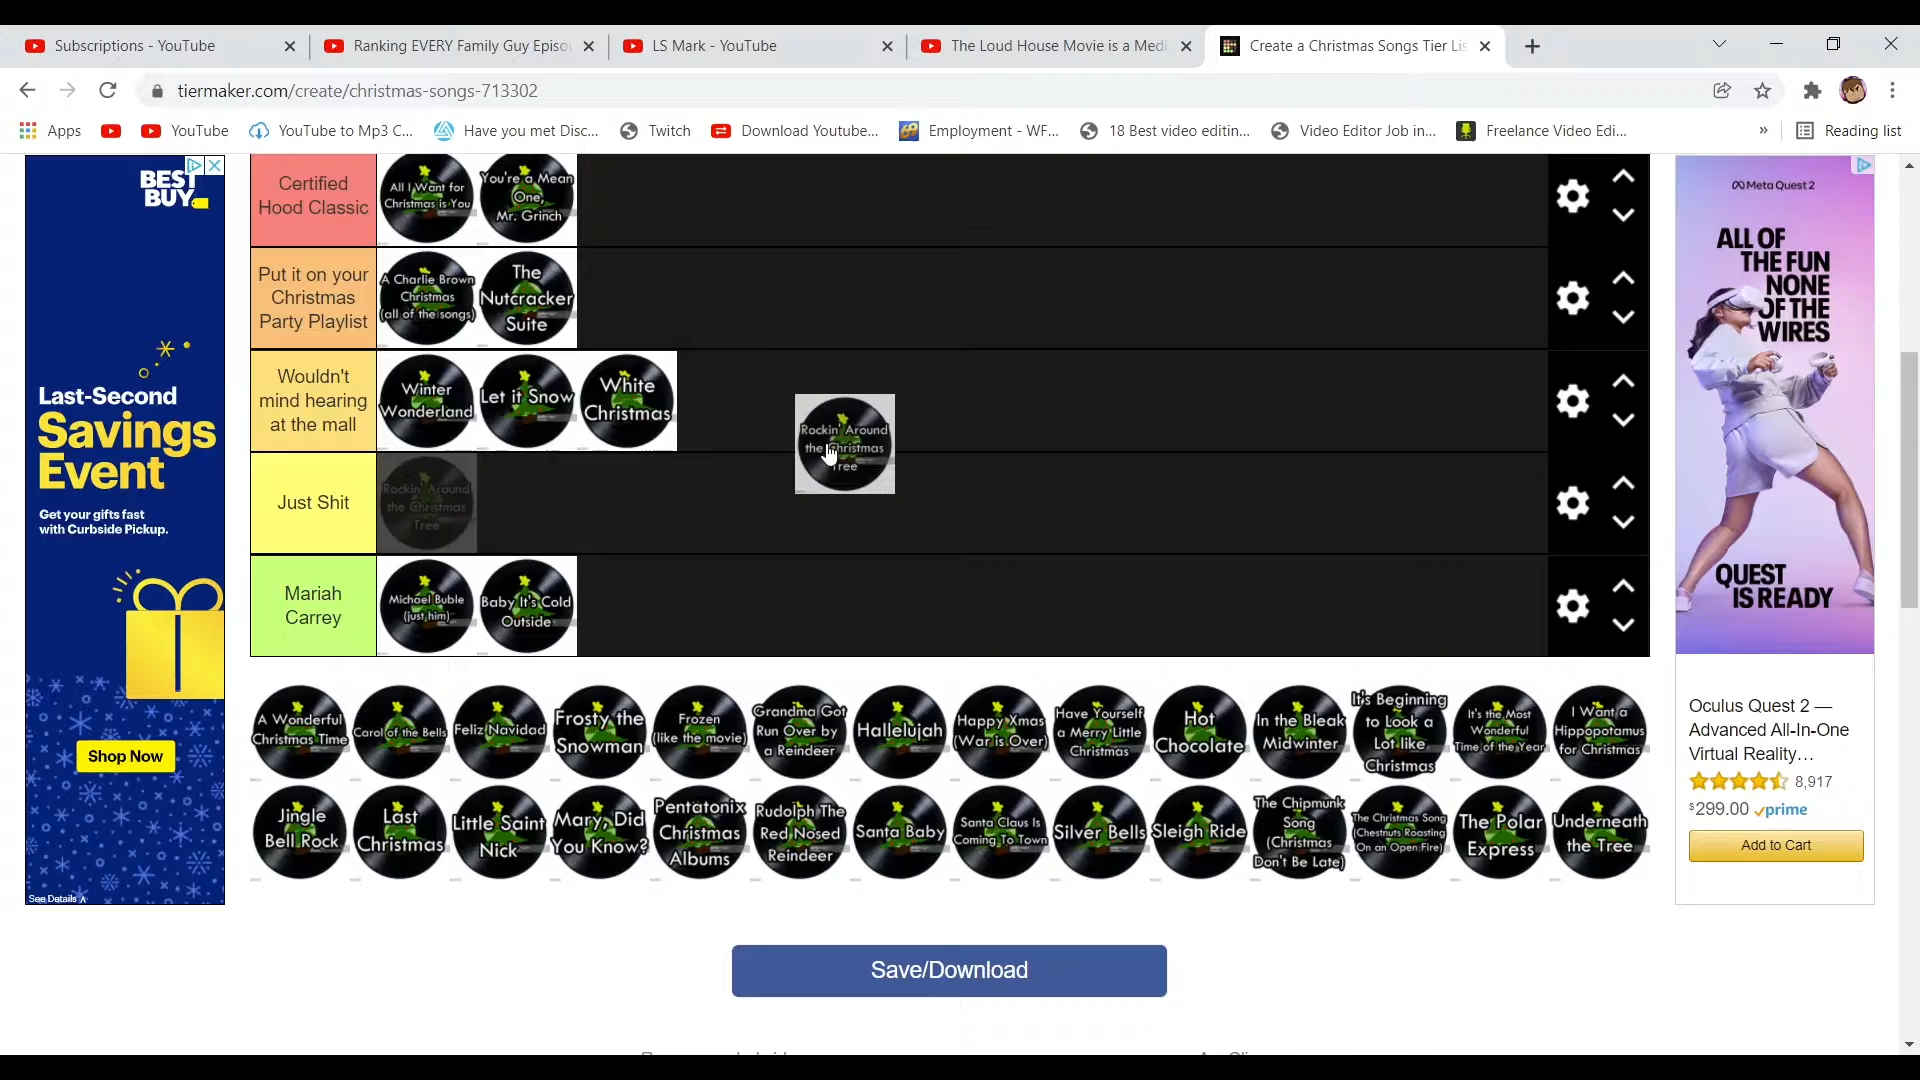 Subscriptions - YouTube
Ranking EVERY Family Guy Episo
LS Mark - YouTube
The Loud House Movie is a Medi
Create a Christmas Songs Tier Lis
tiermaker.com/create/christmas-songs-713302
Apps
YouTube
YouTube to Mp3 C...
Have you met Disc...
Twitch
Download Youtube...
Employment - WF...
18 Best video editin...
Video Editor Job in...
Freelance Video Edi...
»
Reading list
BEST
BUY
Last-Second
Savings
Event
Get your gifts fast
with Curbside Pickup.
Shop Now
See Details
Certified
Hood Classic
All I Want for
Christmas is You
You're a Mean
One,
Mr. Grinch
Put it on your
Christmas
Party Playlist
A Charlie Brown
Christmas
(all of the songs)
The
Nutcracker
Suite
Wouldn't
mind hearing
at the mall
Winter
Wonderland
Let it Snow
White
Christmas
Rockin' Around
the Christmas
Tree
Just Shit
Rockin' Around
the Christmas
Tree
Mariah
Carrey
Michael Buble
(just him)
Baby It's Cold
Outside
A Wonderful
Christmas Time
Carol of the Bells
Feliz Navidad
Frosty the
Snowman
Frozen
(like the movie)
Grandma Got
Run Over by
a Reindeer
Hallelujah
Happy Xmas
(War is Over)
Have Yourself
a Merry Little
Christmas
Hot
Chocolate
In the Bleak
Midwinter
It's Beginning
to Look a
Lot like
Christmas
It's the Most
Wonderful
Time of the Year
I Want a
Hippopotamus
for Christmas
Jingle
Bell Rock
Last
Christmas
Little Saint
Nick
Mary, Did
You Know?
Pentatonix
Christmas
Albums
Rudolph The
Red Nosed
Reindeer
Santa Baby
Santa Claus Is
Coming To Town
Silver Bells
Sleigh Ride
The Chipmunk
Song
(Christmas
Don't Be Late)
The Christmas Song
(Chestnuts Roasting
On an Open Fire)
The Polar
Express
Underneath
the Tree
Save/Download
Meta Quest 2
ALL OF
THE FUN
NONE
OF THE
WIRES
QUEST
IS READY
Oculus Quest 2 —
Advanced All-In-One
Virtual Reality...
8,917
$299.00 prime
Add to Cart